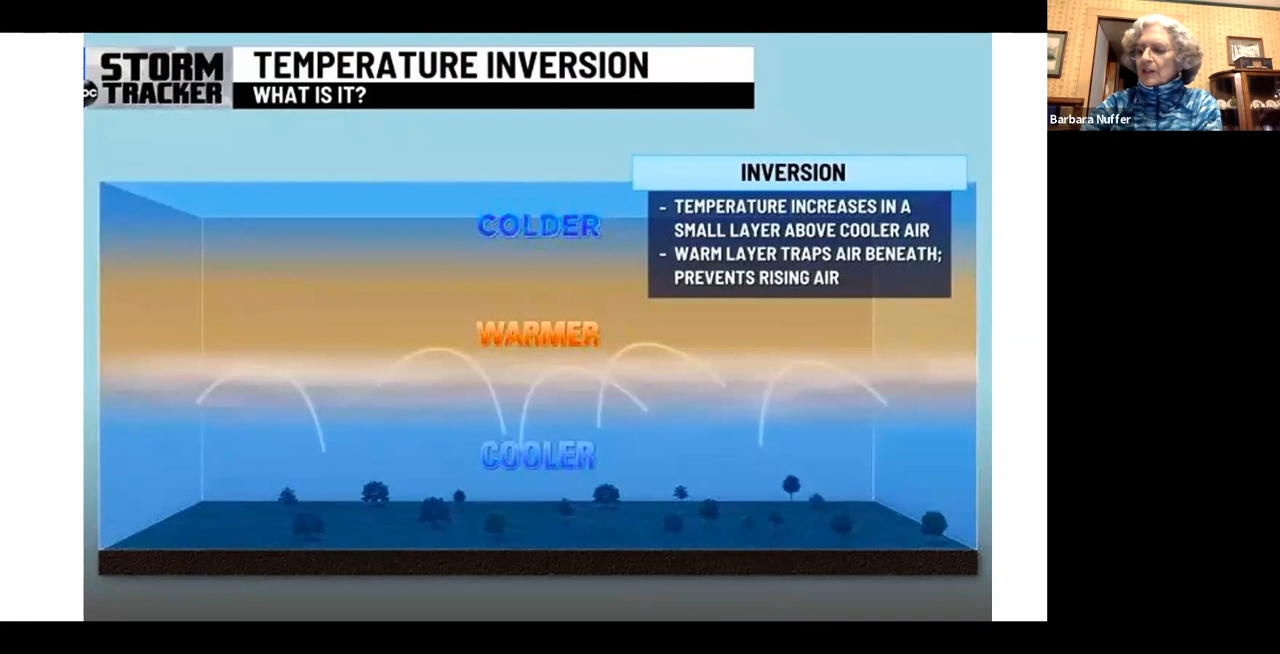 STORM
TRACKER
TEMPERATURE INVERSION
WHAT IS IT?
Barbara Nuffer
INVERSION
- TEMPERATURE INCREASES IN A
SMALL LAYER ABOVE COOLER AIR
- WARM LAYER TRAPS AIR BENEATH;
PREVENTS RISING AIR
COLDER
WARMER
COOLER